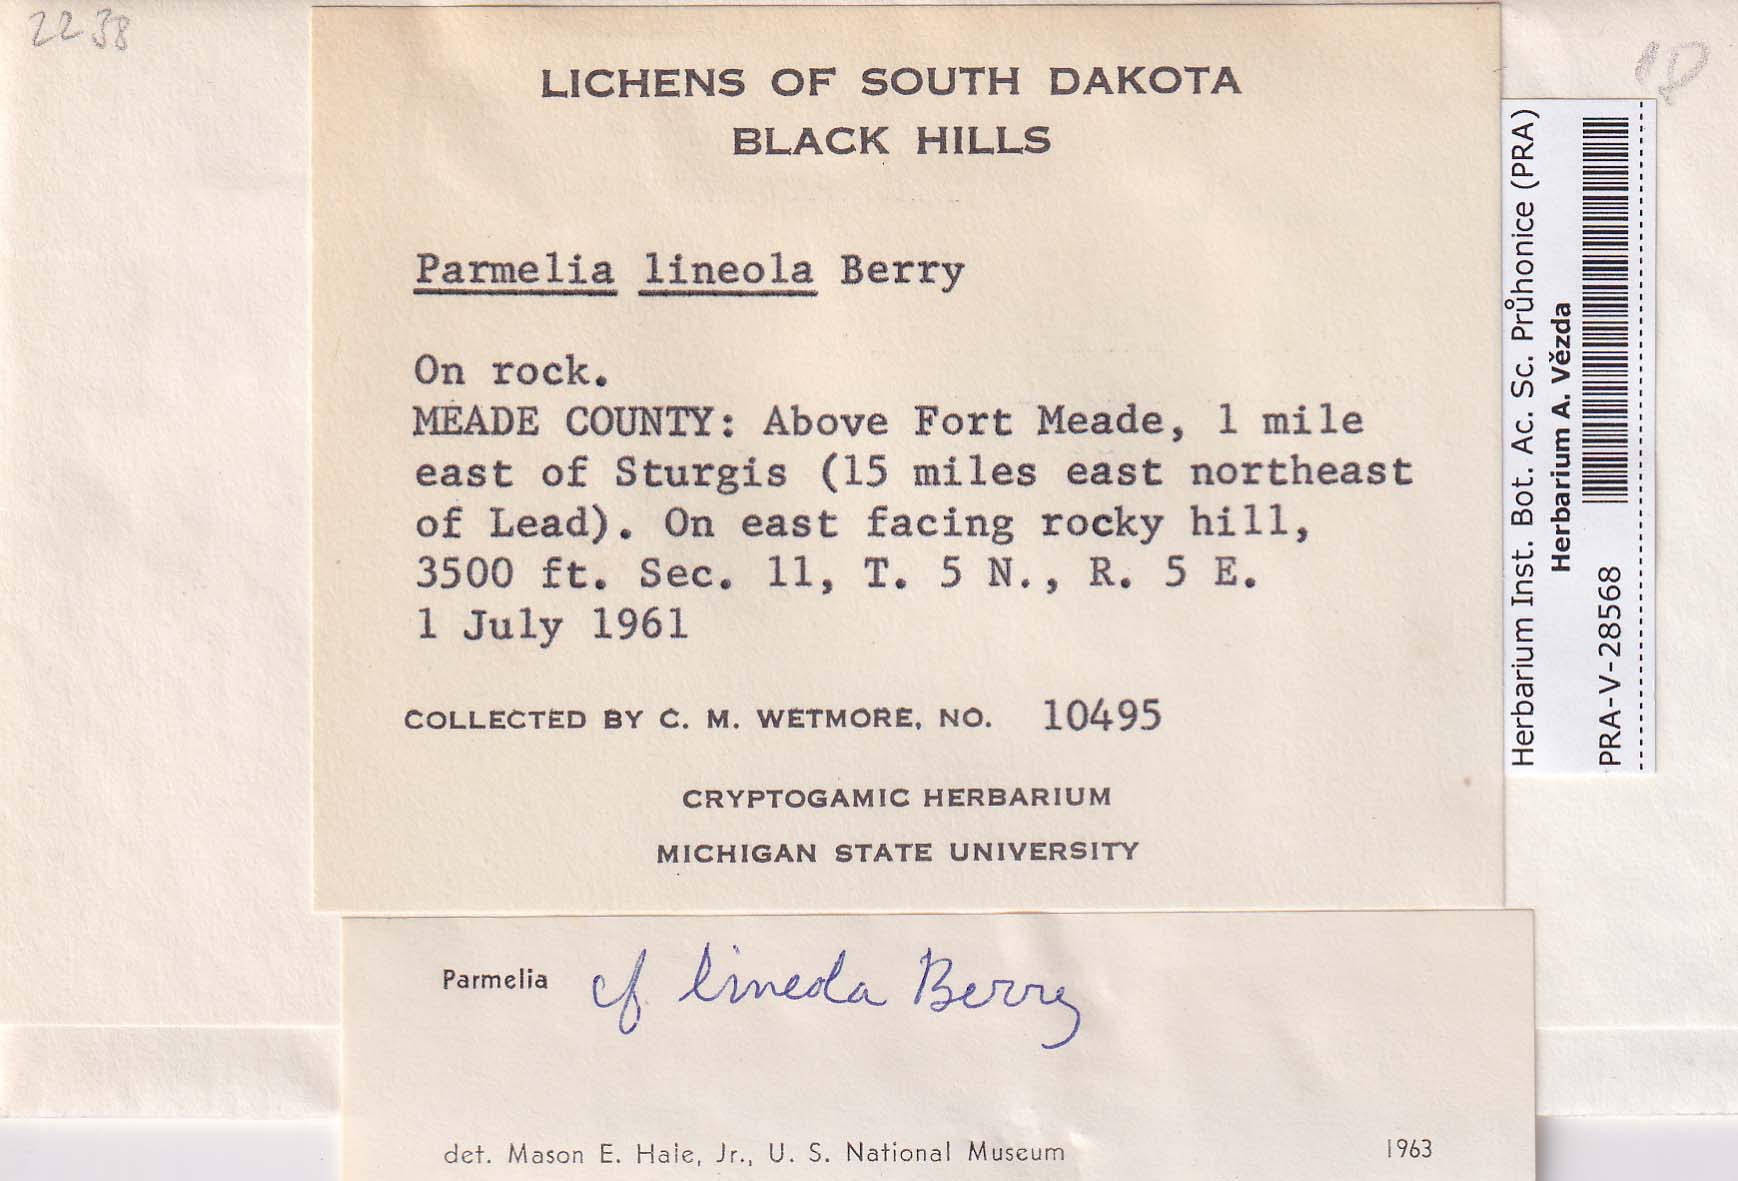 2238
LICHENS OF SOUTH DAKOTA
BLACK HILLS
Parmelia lineola Berry
On rock.
MEADE COUNTY: Above Fort Meade, 1 mile
east of Sturgis (15 miles east northeast
of Lead). On east facing rocky hill,
3500 ft. Sec. 11, T. 5 N., R. 5 E.
1 July 1961
COLLECTED BY C. M. WETMORE, NO. 10495
CRYPTOGAMIC HERBARIUM
MICHIGAN STATE UNIVERSITY
Parmelia cf lineola Berry
det. Mason E. Hale, Jr., U. S. National Museum 1963
Herbarium Inst. Bot. Ac. Sc. Průhonice (PRA)
Herbarium A. Vězda
PRA-V-28568